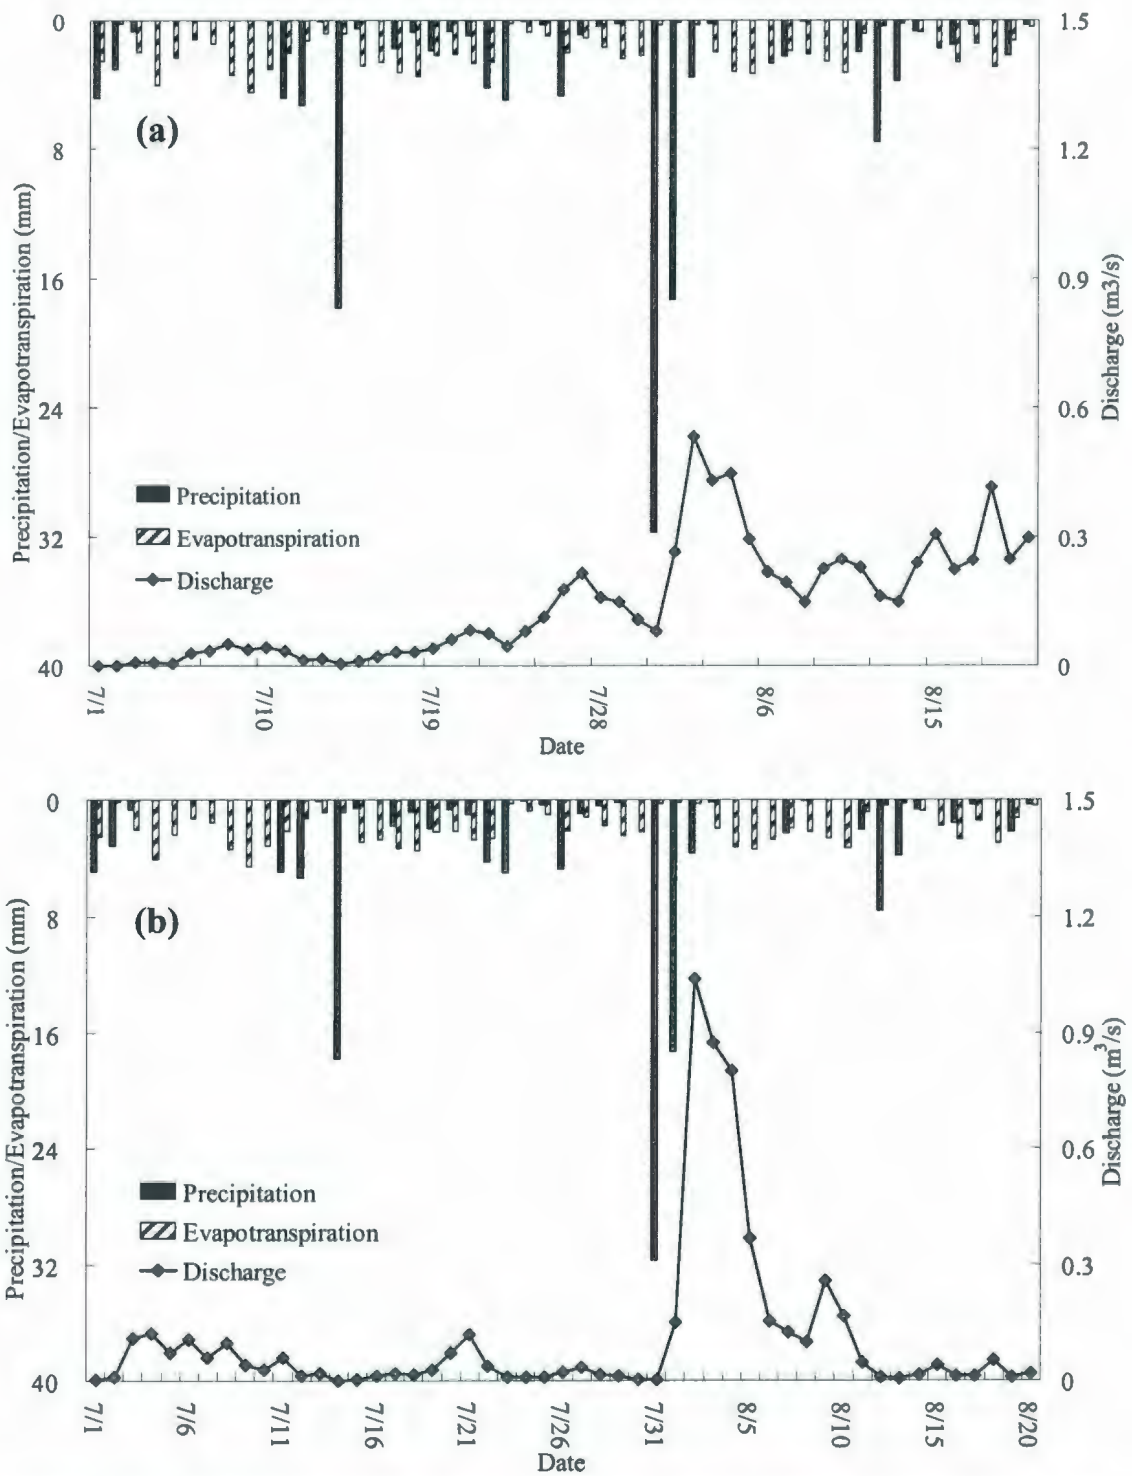 0
1.5
(a)
8
1.2
16
0.9
24
0.6
32
0.3
40
0
Precipitation/Evapotranspiration (mm)
Discharge (m3/s)
Precipitation
Evapotranspiration
Discharge
7/1
7/10
7/19
7/28
8/6
8/15
Date
0
1.5
(b)
8
1.2
16
0.9
24
0.6
32
0.3
40
0
Precipitation/Evapotranspiration (mm)
Discharge (m³/s)
Precipitation
Evapotranspiration
Discharge
7/1
7/6
7/11
7/16
7/21
7/26
7/31
8/5
8/10
8/15
8/20
Date